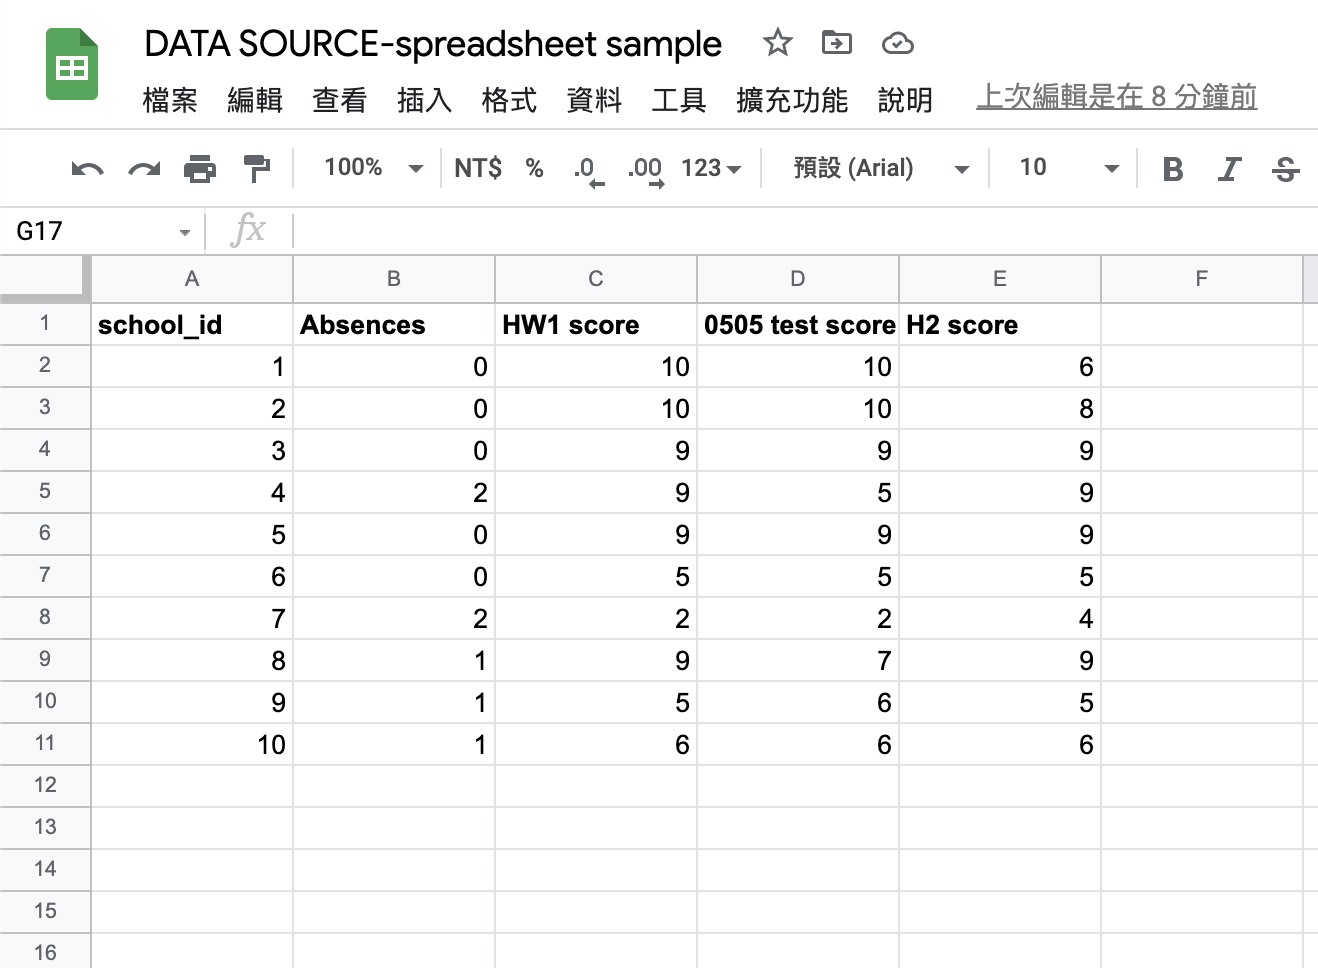 DATA SOURCE-spreadsheet sample
檔案 編輯 查看 插入 格式 資料 工具 擴充功能 說明 上次編輯是在 8 分鐘前
100% NT$ % .0 .00 123 預設 (Arial) 10 B I S
G17 fx
A B C D E F
1 school_id Absences HW1 score 0505 test score H2 score
2 1 0 10 10 6
3 2 0 10 10 8
4 3 0 9 9 9
5 4 2 9 5 9
6 5 0 9 9 9
7 6 0 5 5 5
8 7 2 2 2 4
9 8 1 9 7 9
10 9 1 5 6 5
11 10 1 6 6 6
12
13
14
15
16